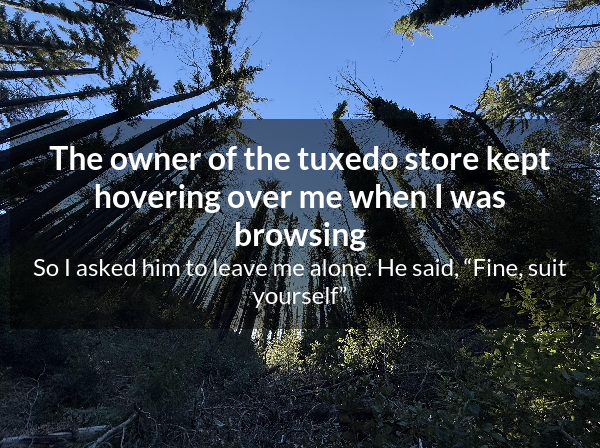 The owner of the tuxedo store kept
hovering over me when I was
browsing
So I asked him to leave me alone. He said, “Fine, suit
yourself”